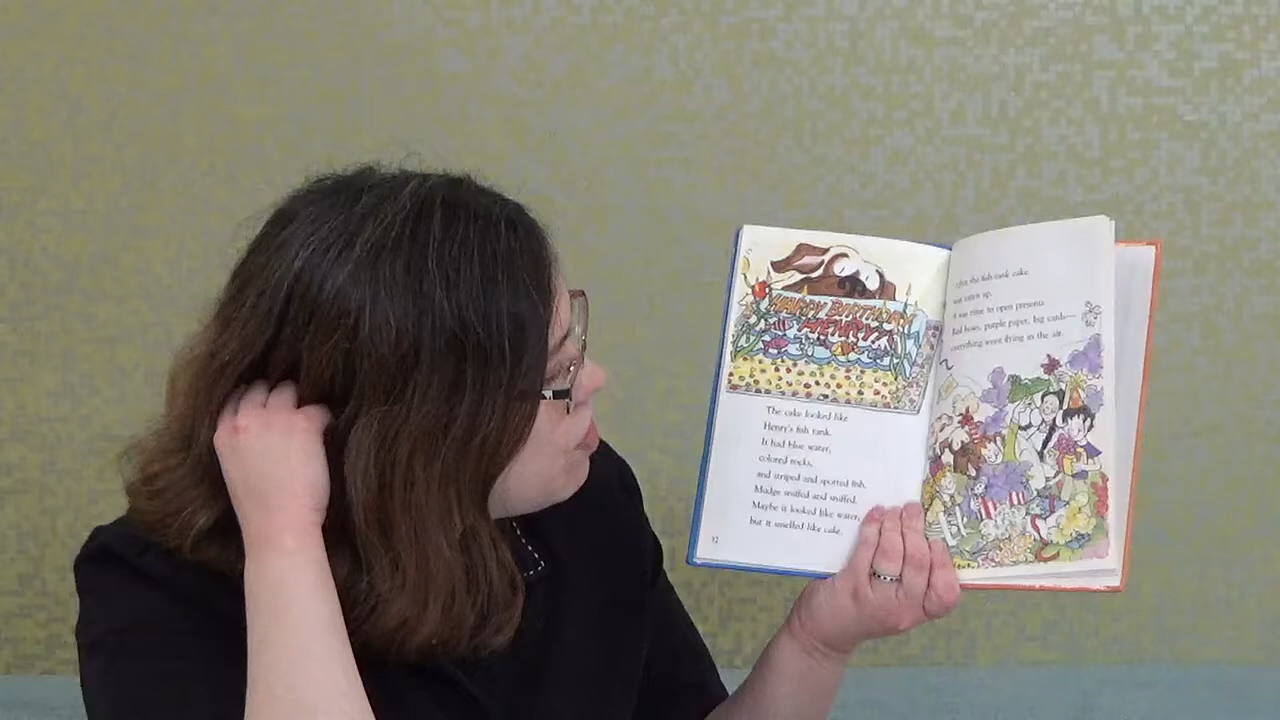 HAPPY BIRTHDAY
HENRY!
The cake looked like
Henry's fish tank.
It had blue water,
colored rocks,
and striped and spotted fish.
Mudge sniffed and sniffed.
Maybe it looked like water,
but it smelled like cake.
12
After the fish tank cake
was eaten up,
it was time to open presents.
Red bows, purple paper, big cards—
everything went flying in the air.